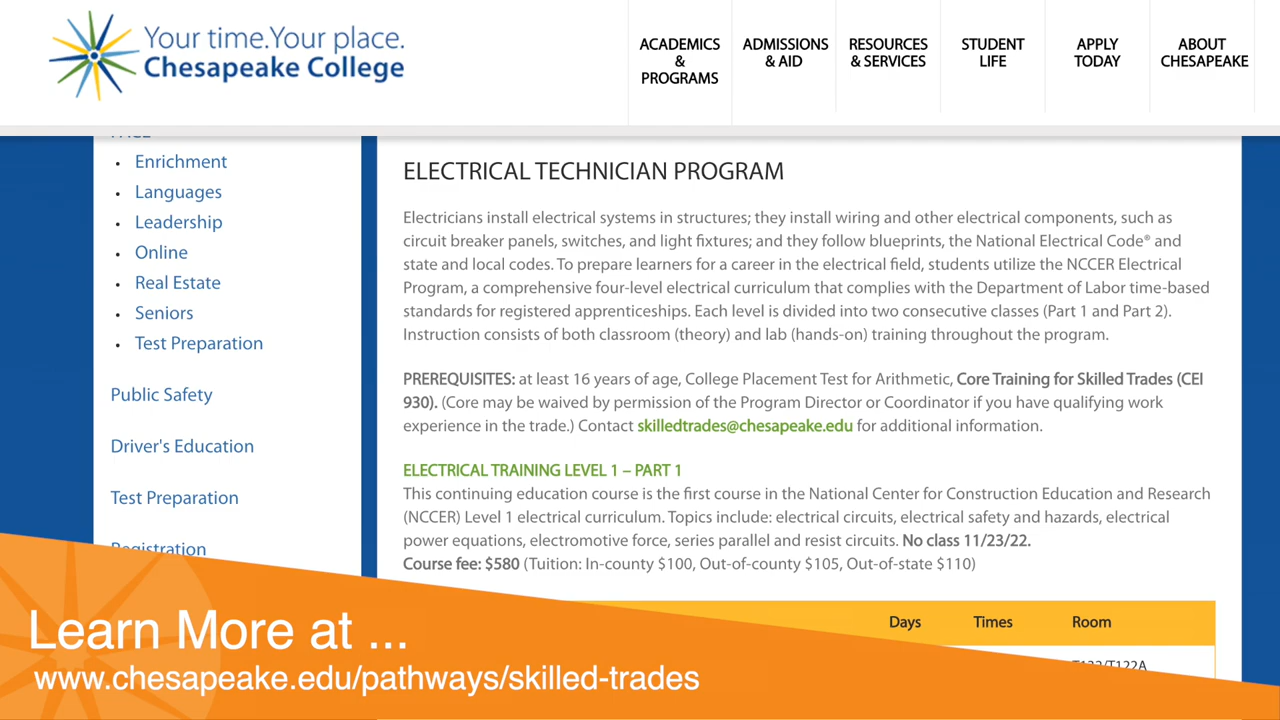 Your time.Your place.
Chesapeake College
ACADEMICS
&
PROGRAMS
ADMISSIONS
& AID
RESOURCES
& SERVICES
STUDENT
LIFE
APPLY
TODAY
ABOUT
CHESAPEAKE
• Enrichment
• Languages
• Leadership
• Online
• Real Estate
• Seniors
• Test Preparation
Public Safety
Driver's Education
Test Preparation
Registration
ELECTRICAL TECHNICIAN PROGRAM
Electricians install electrical systems in structures; they install wiring and other electrical components, such as
circuit breaker panels, switches, and light fixtures; and they follow blueprints, the National Electrical Code® and
state and local codes. To prepare learners for a career in the electrical field, students utilize the NCCER Electrical
Program, a comprehensive four-level electrical curriculum that complies with the Department of Labor time-based
standards for registered apprenticeships. Each level is divided into two consecutive classes (Part 1 and Part 2).
Instruction consists of both classroom (theory) and lab (hands-on) training throughout the program.
PREREQUISITES: at least 16 years of age, College Placement Test for Arithmetic, Core Training for Skilled Trades (CEI
930). (Core may be waived by permission of the Program Director or Coordinator if you have qualifying work
experience in the trade.) Contact skilledtrades@chesapeake.edu for additional information.
ELECTRICAL TRAINING LEVEL 1 – PART 1
This continuing education course is the first course in the National Center for Construction Education and Research
(NCCER) Level 1 electrical curriculum. Topics include: electrical circuits, electrical safety and hazards, electrical
power equations, electromotive force, series parallel and resist circuits. No class 11/23/22.
Course fee: $580 (Tuition: In-county $100, Out-of-county $105, Out-of-state $110)
Days Times Room
T122/T122A
Learn More at ...
www.chesapeake.edu/pathways/skilled-trades